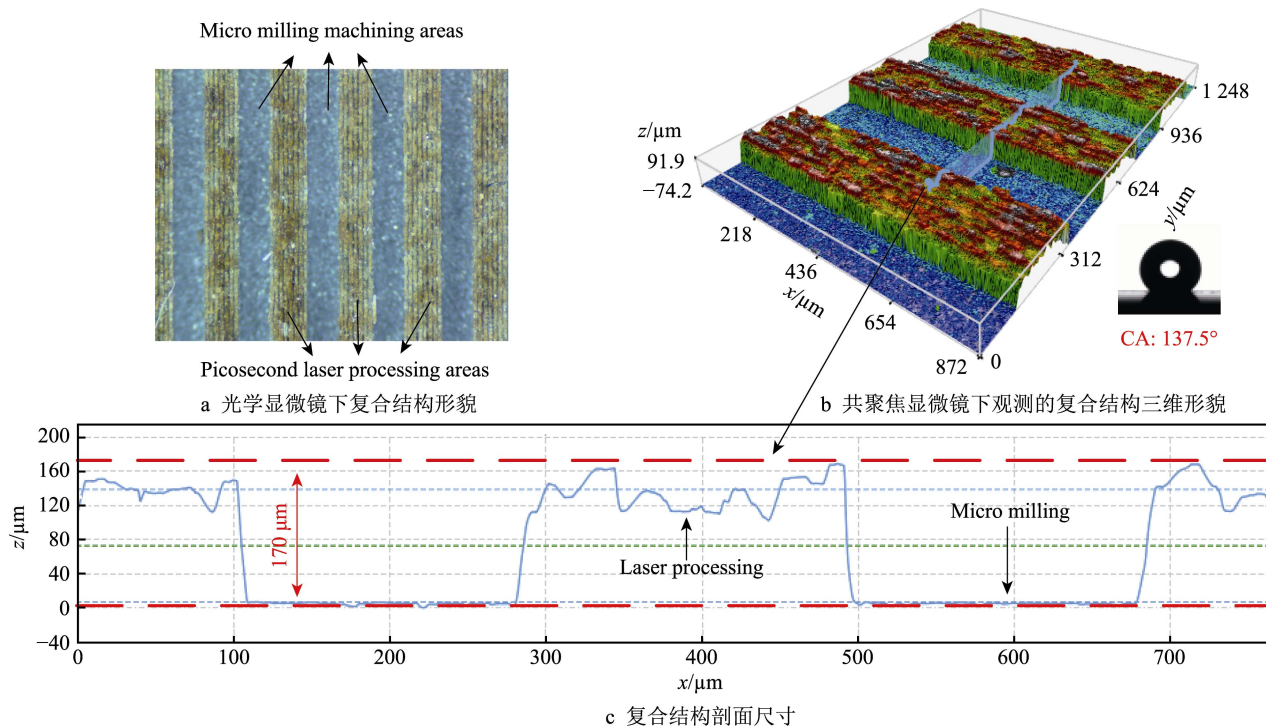 Micro milling machining areas
Picosecond laser processing areas
a 光学显微镜下复合结构形貌
z/μm
91.9
−74.2
218
436
x/μm
654
872
0
312
y/μm
624
936
1 248
CA: 137.5°
b 共聚焦显微镜下观测的复合结构三维形貌
200
160
120
80
40
0
−40
z/μm
170 μm
Laser processing
Micro milling
0
100
200
300
400
500
600
700
x/μm
c 复合结构剖面尺寸